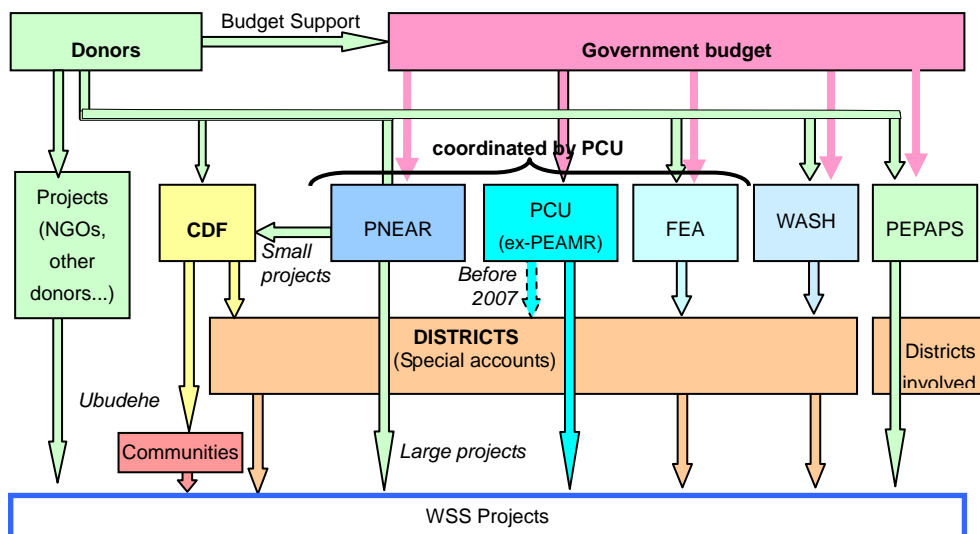 Budget Support
Donors
Government budget
coordinated by PCU
Projects
(NGOs,
other
donors...)
CDF
Small
projects
PNEAR
PCU
(ex-PEAMR)
Before
2007
FEA
WASH
PEPAPS
DISTRICTS
(Special accounts)
Districts
involved
Ubudehe
Communities
Large projects
WSS Projects